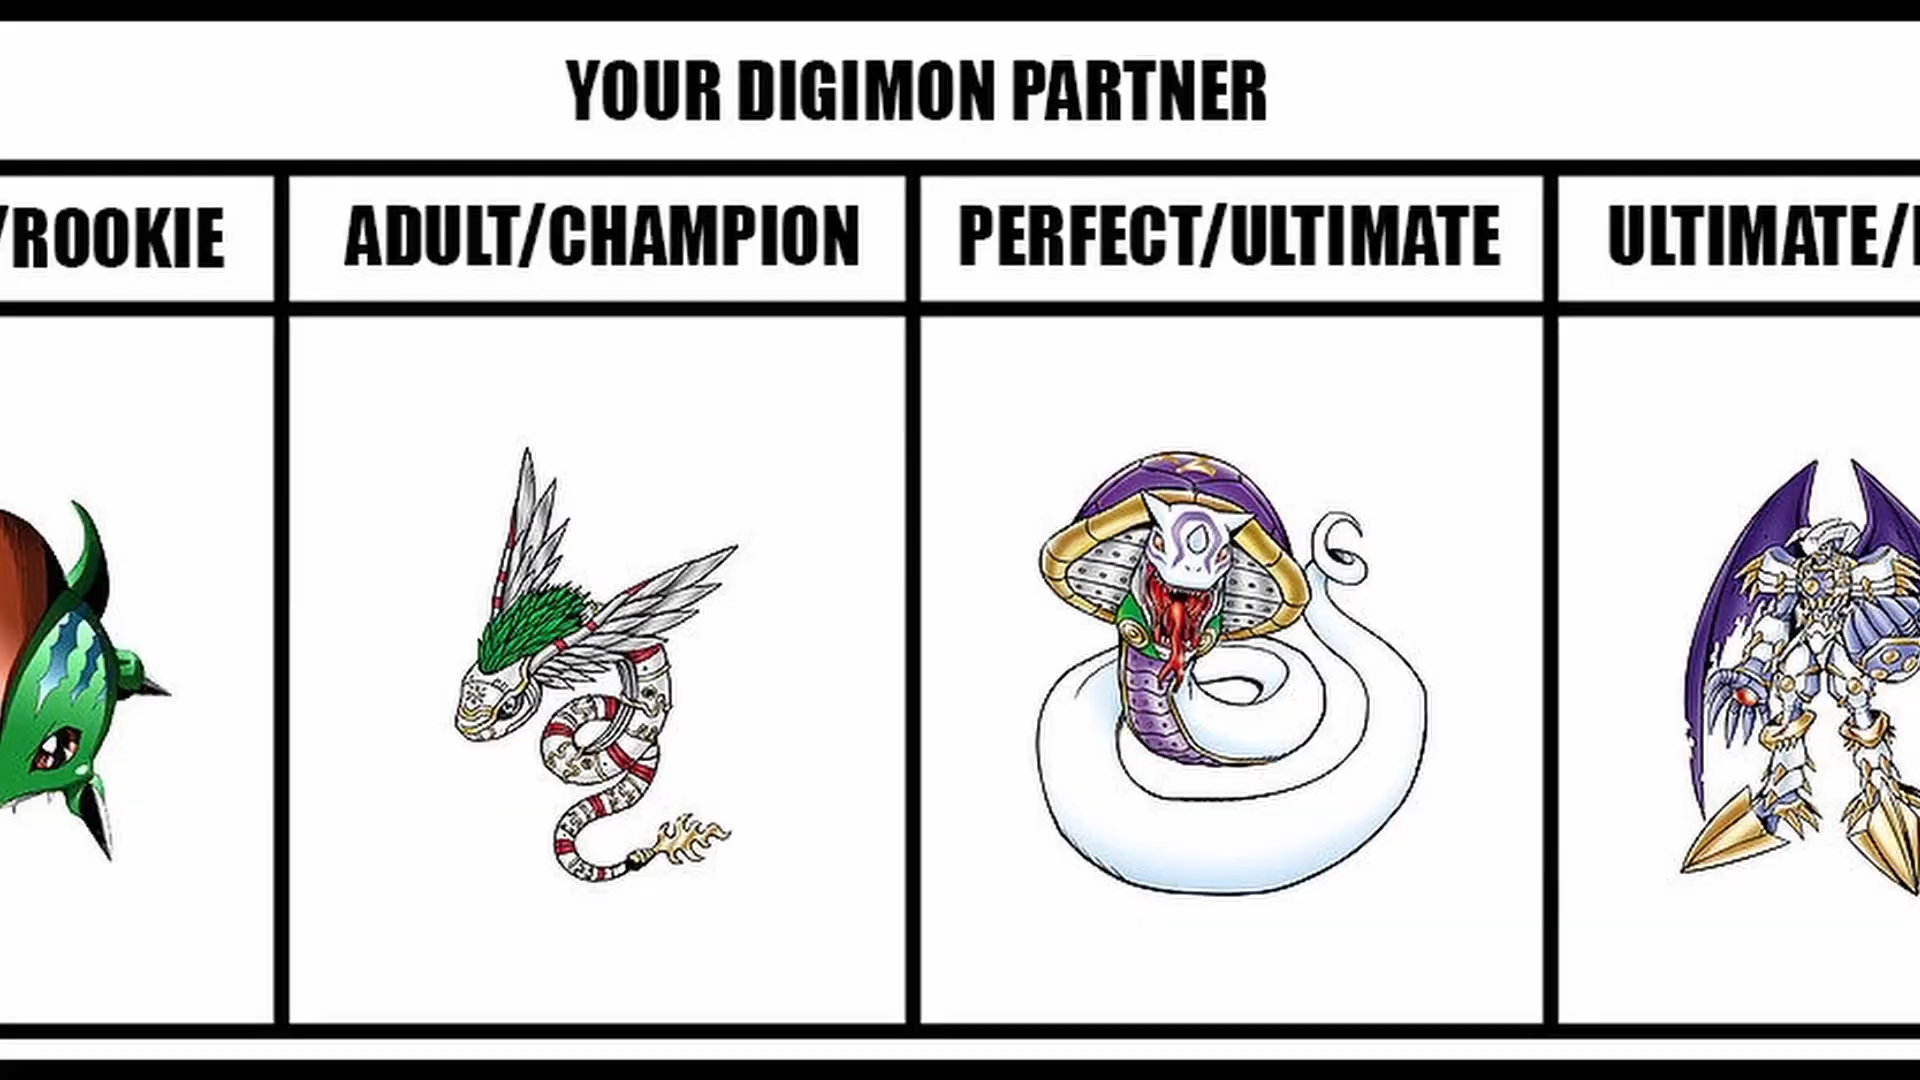 YOUR DIGIMON PARTNER
/ROOKIE
ADULT/CHAMPION
PERFECT/ULTIMATE
ULTIMATE/